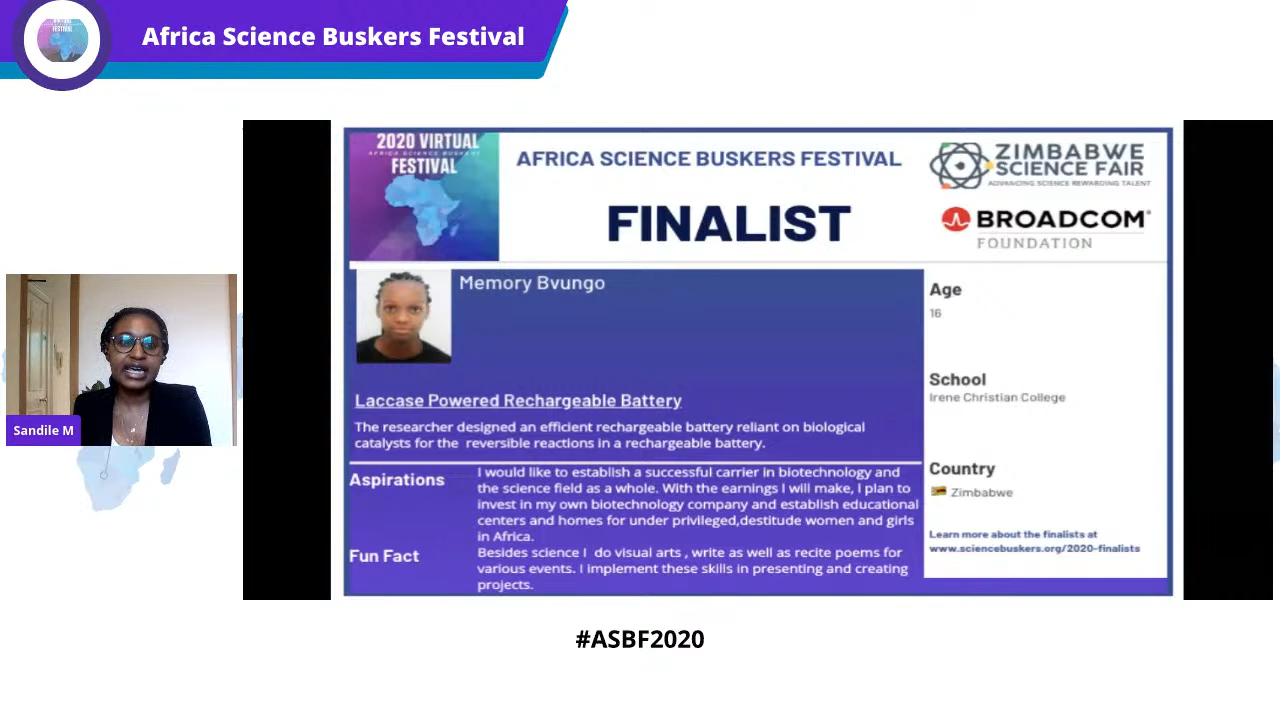 Africa Science Buskers Festival
FESTIVAL
2020 VIRTUAL
AFRICA SCIENCE BUSKERS
FESTIVAL
AFRICA SCIENCE BUSKERS FESTIVAL
FINALIST
ZIMBABWE
SCIENCE FAIR
ADVANCING SCIENCE REWARDING TALENT
BROADCOM®
FOUNDATION
Memory Bvungo
Laccase Powered Rechargeable Battery
The researcher designed an efficient rechargeable battery reliant on biological
catalysts for the reversible reactions in a rechargeable battery.
Aspirations
I would like to establish a successful carrier in biotechnology and
the science field as a whole. With the earnings I will make, I plan to
invest in my own biotechnology company and establish educational
centers and homes for under privileged,destitude women and girls
in Africa.
Fun Fact
Besides science I do visual arts , write as well as recite poems for
various events. I implement these skills in presenting and creating
projects.
Age
16
School
Irene Christian College
Country
Zimbabwe
Learn more about the finalists at
www.sciencebuskers.org/2020-finalists
Sandile M
#ASBF2020